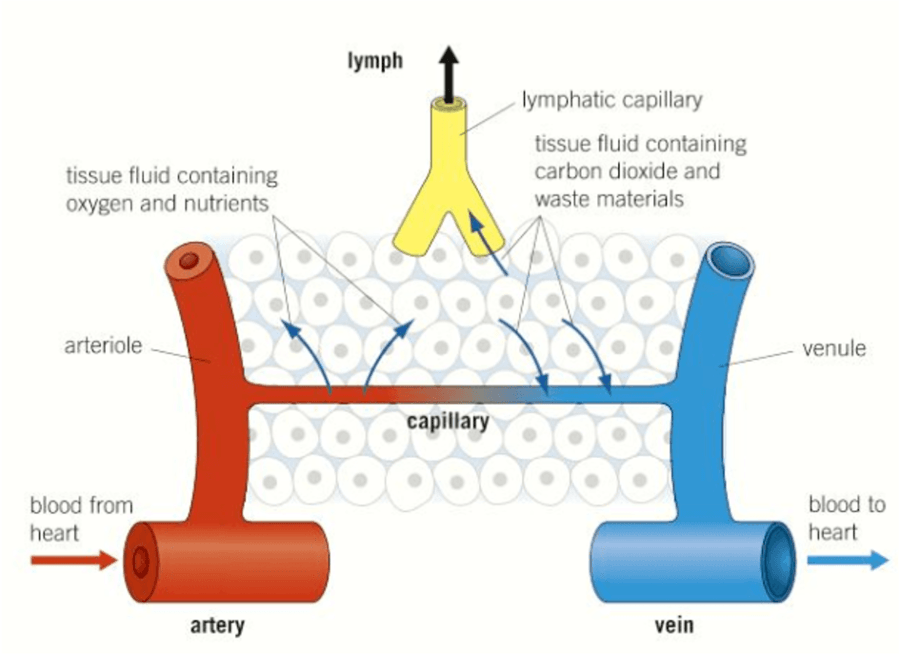 lymph
lymphatic capillary
tissue fluid containing
oxygen and nutrients
tissue fluid containing
carbon dioxide and
waste materials
arteriole
venule
capillary
blood from
heart
blood to
heart
artery
vein